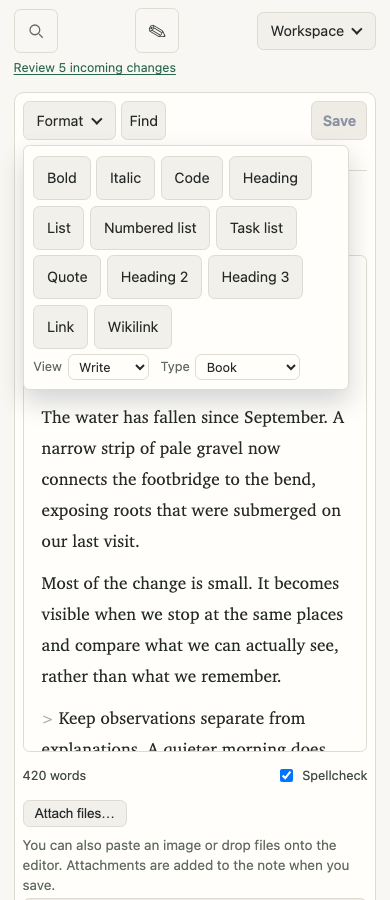 Workspace
Review 5 incoming changes
Format Find Save
Bold Italic Code Heading
List Numbered list Task list
Quote Heading 2 Heading 3
Link Wikilink
View Write Type Book
The water has fallen since September. A
narrow strip of pale gravel now
connects the footbridge to the bend,
exposing roots that were submerged on
our last visit.
Most of the change is small. It becomes
visible when we stop at the same places
and compare what we can actually see,
rather than what we remember.
> Keep observations separate from
explanations. A quieter morning does
420 words Spellcheck
Attach files…
You can also paste an image or drop files onto the
editor. Attachments are added to the note when you
save.